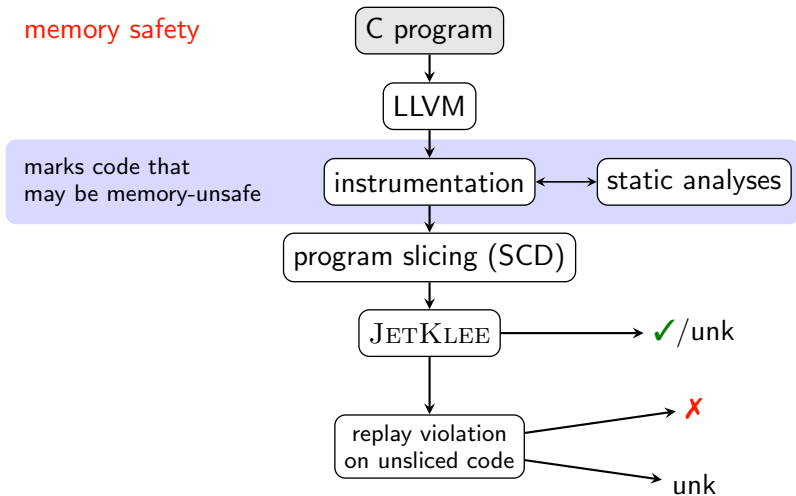 memory safety
C program
LLVM
marks code that
may be memory-unsafe
instrumentation
static analyses
program slicing (SCD)
JETKLEE
✓/unk
✗
replay violation
on unsliced code
unk